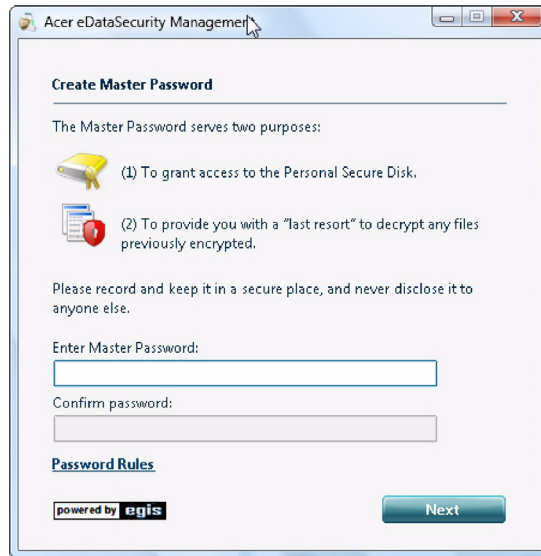 Acer eDataSecurity Management
Create Master Password
The Master Password serves two purposes:
(1) To grant access to the Personal Secure Disk.
(2) To provide you with a "last resort" to decrypt any files
previously encrypted.
Please record and keep it in a secure place, and never disclose it to
anyone else.
Enter Master Password:
Confirm password:
Password Rules
powered by egis
Next